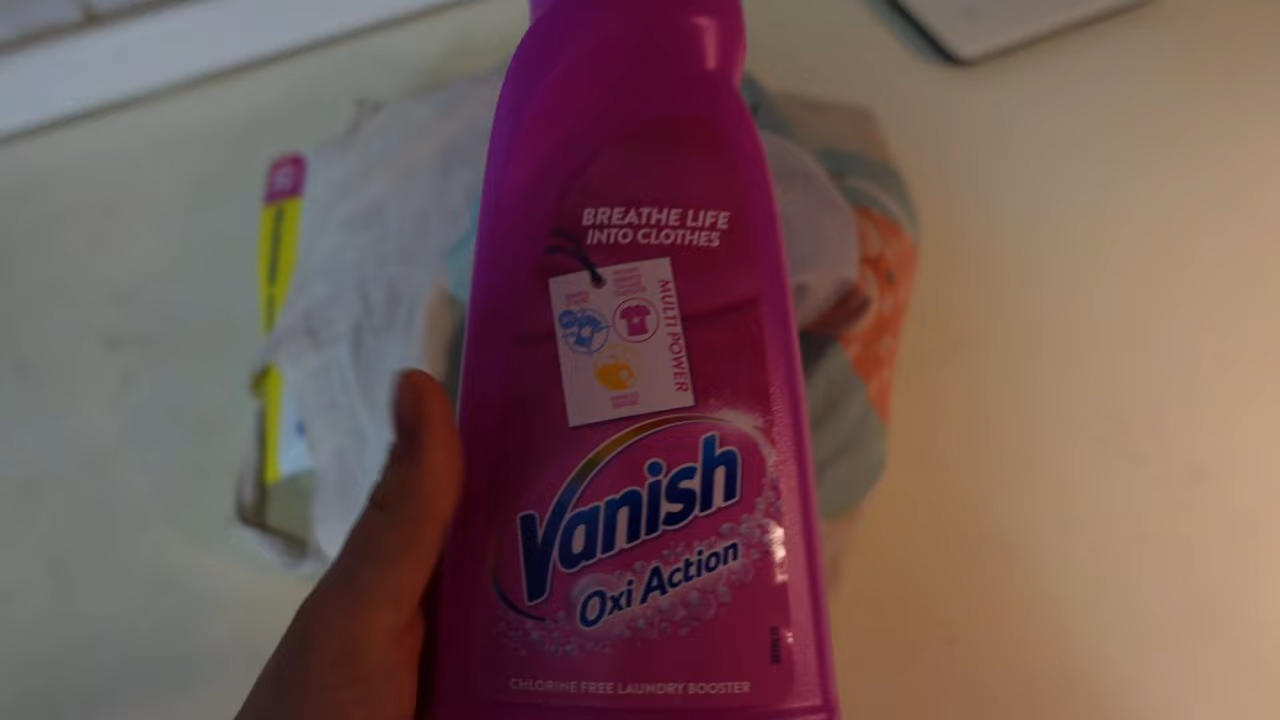 BREATHE LIFE
INTO CLOTHES
MULTI POWER
Vanish
Oxi Action
CHLORINE FREE LAUNDRY BOOSTER